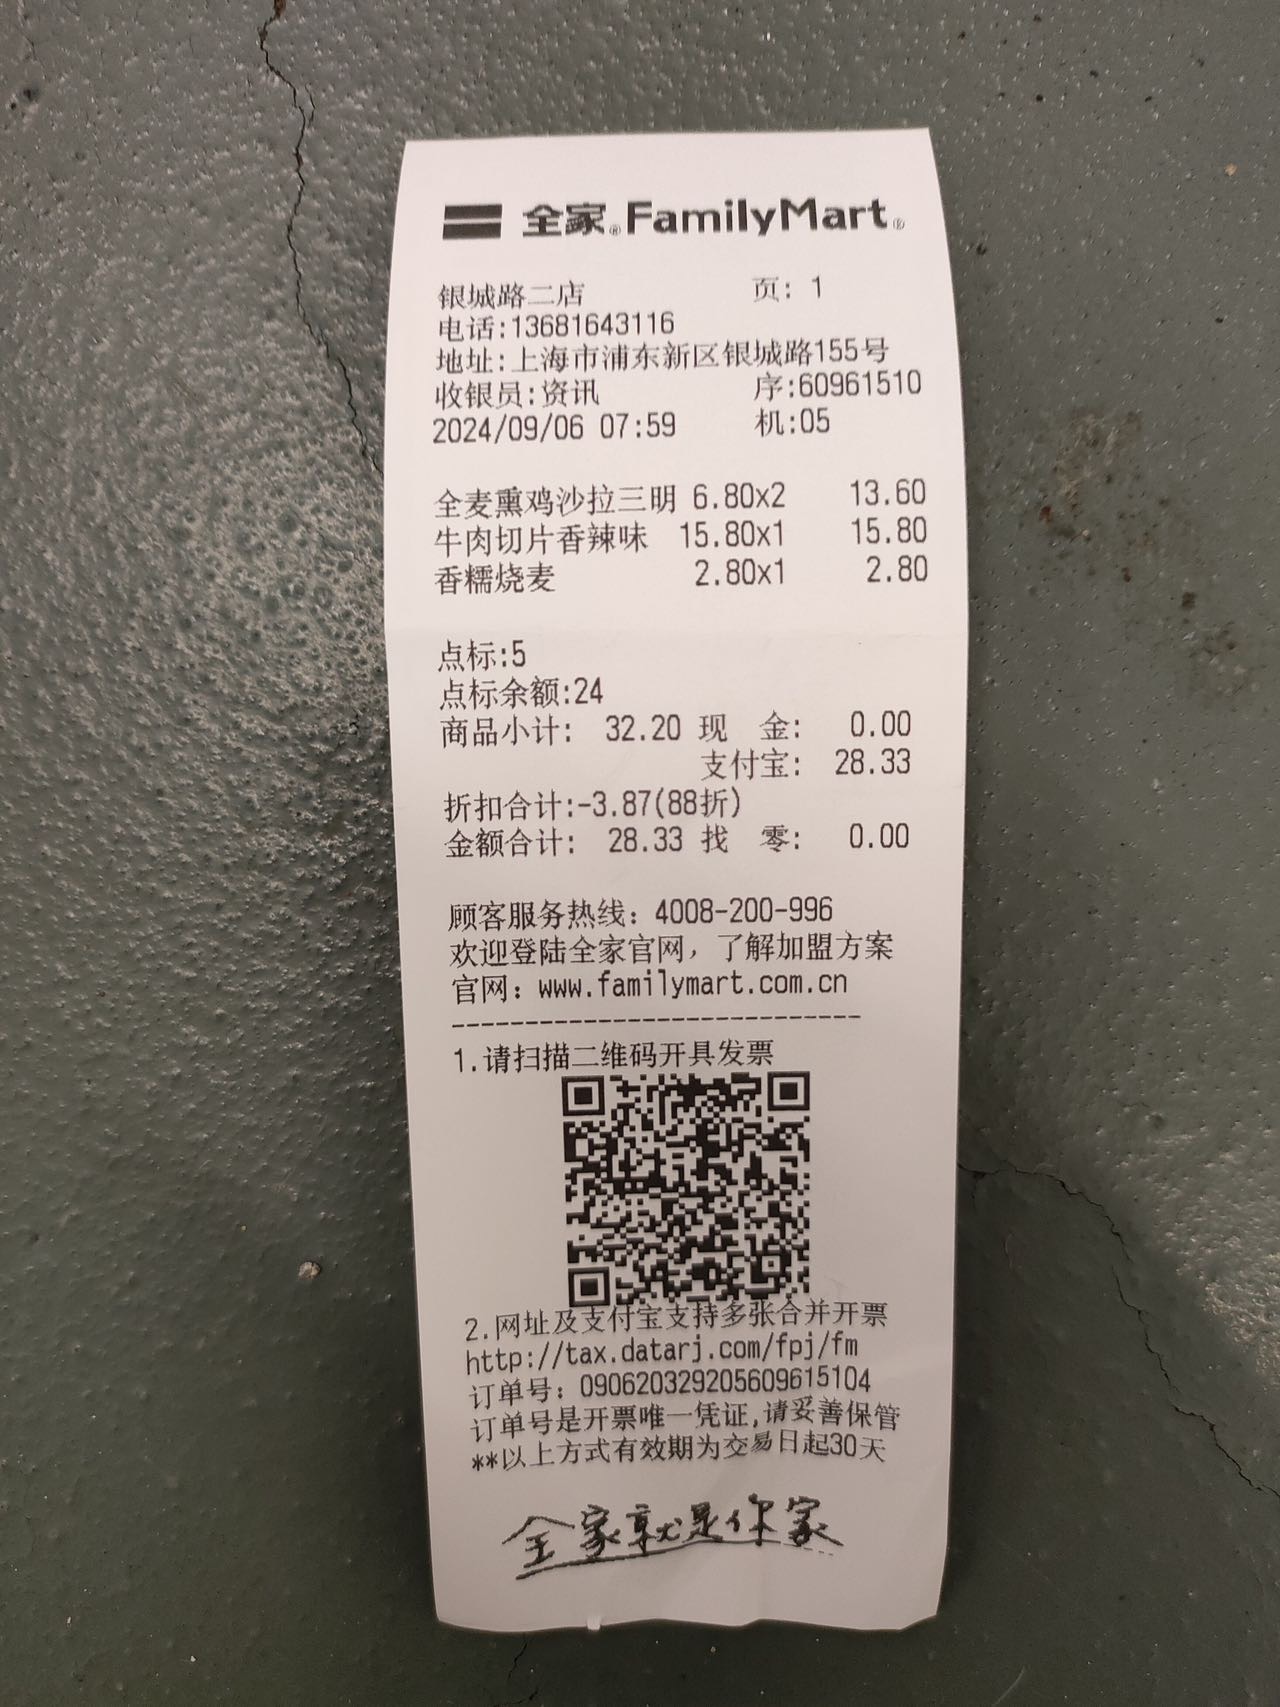 全家® FamilyMart®
银城路二店 页: 1
电话:13681643116
地址:上海市浦东新区银城路155号
收银员:资讯 序:60961510
2024/09/06 07:59 机:05
全麦熏鸡沙拉三明 6.80x2 13.60
牛肉切片香辣味 15.80x1 15.80
香糯烧麦 2.80x1 2.80
点标:5
点标余额:24
商品小计: 32.20 现 金: 0.00
支付宝: 28.33
折扣合计:-3.87(88折)
金额合计: 28.33 找 零: 0.00
顾客服务热线: 4008-200-996
欢迎登陆全家官网，了解加盟方案
官网: www.familymart.com.cn
----------------------------
1.请扫描二维码开具发票
2.网址及支付宝支持多张合并开票
http://tax.datarj.com/fpj/fm
订单号: 090620329205609615104
订单号是开票唯一凭证,请妥善保管
**以上方式有效期为交易日起30天
全家就是你家